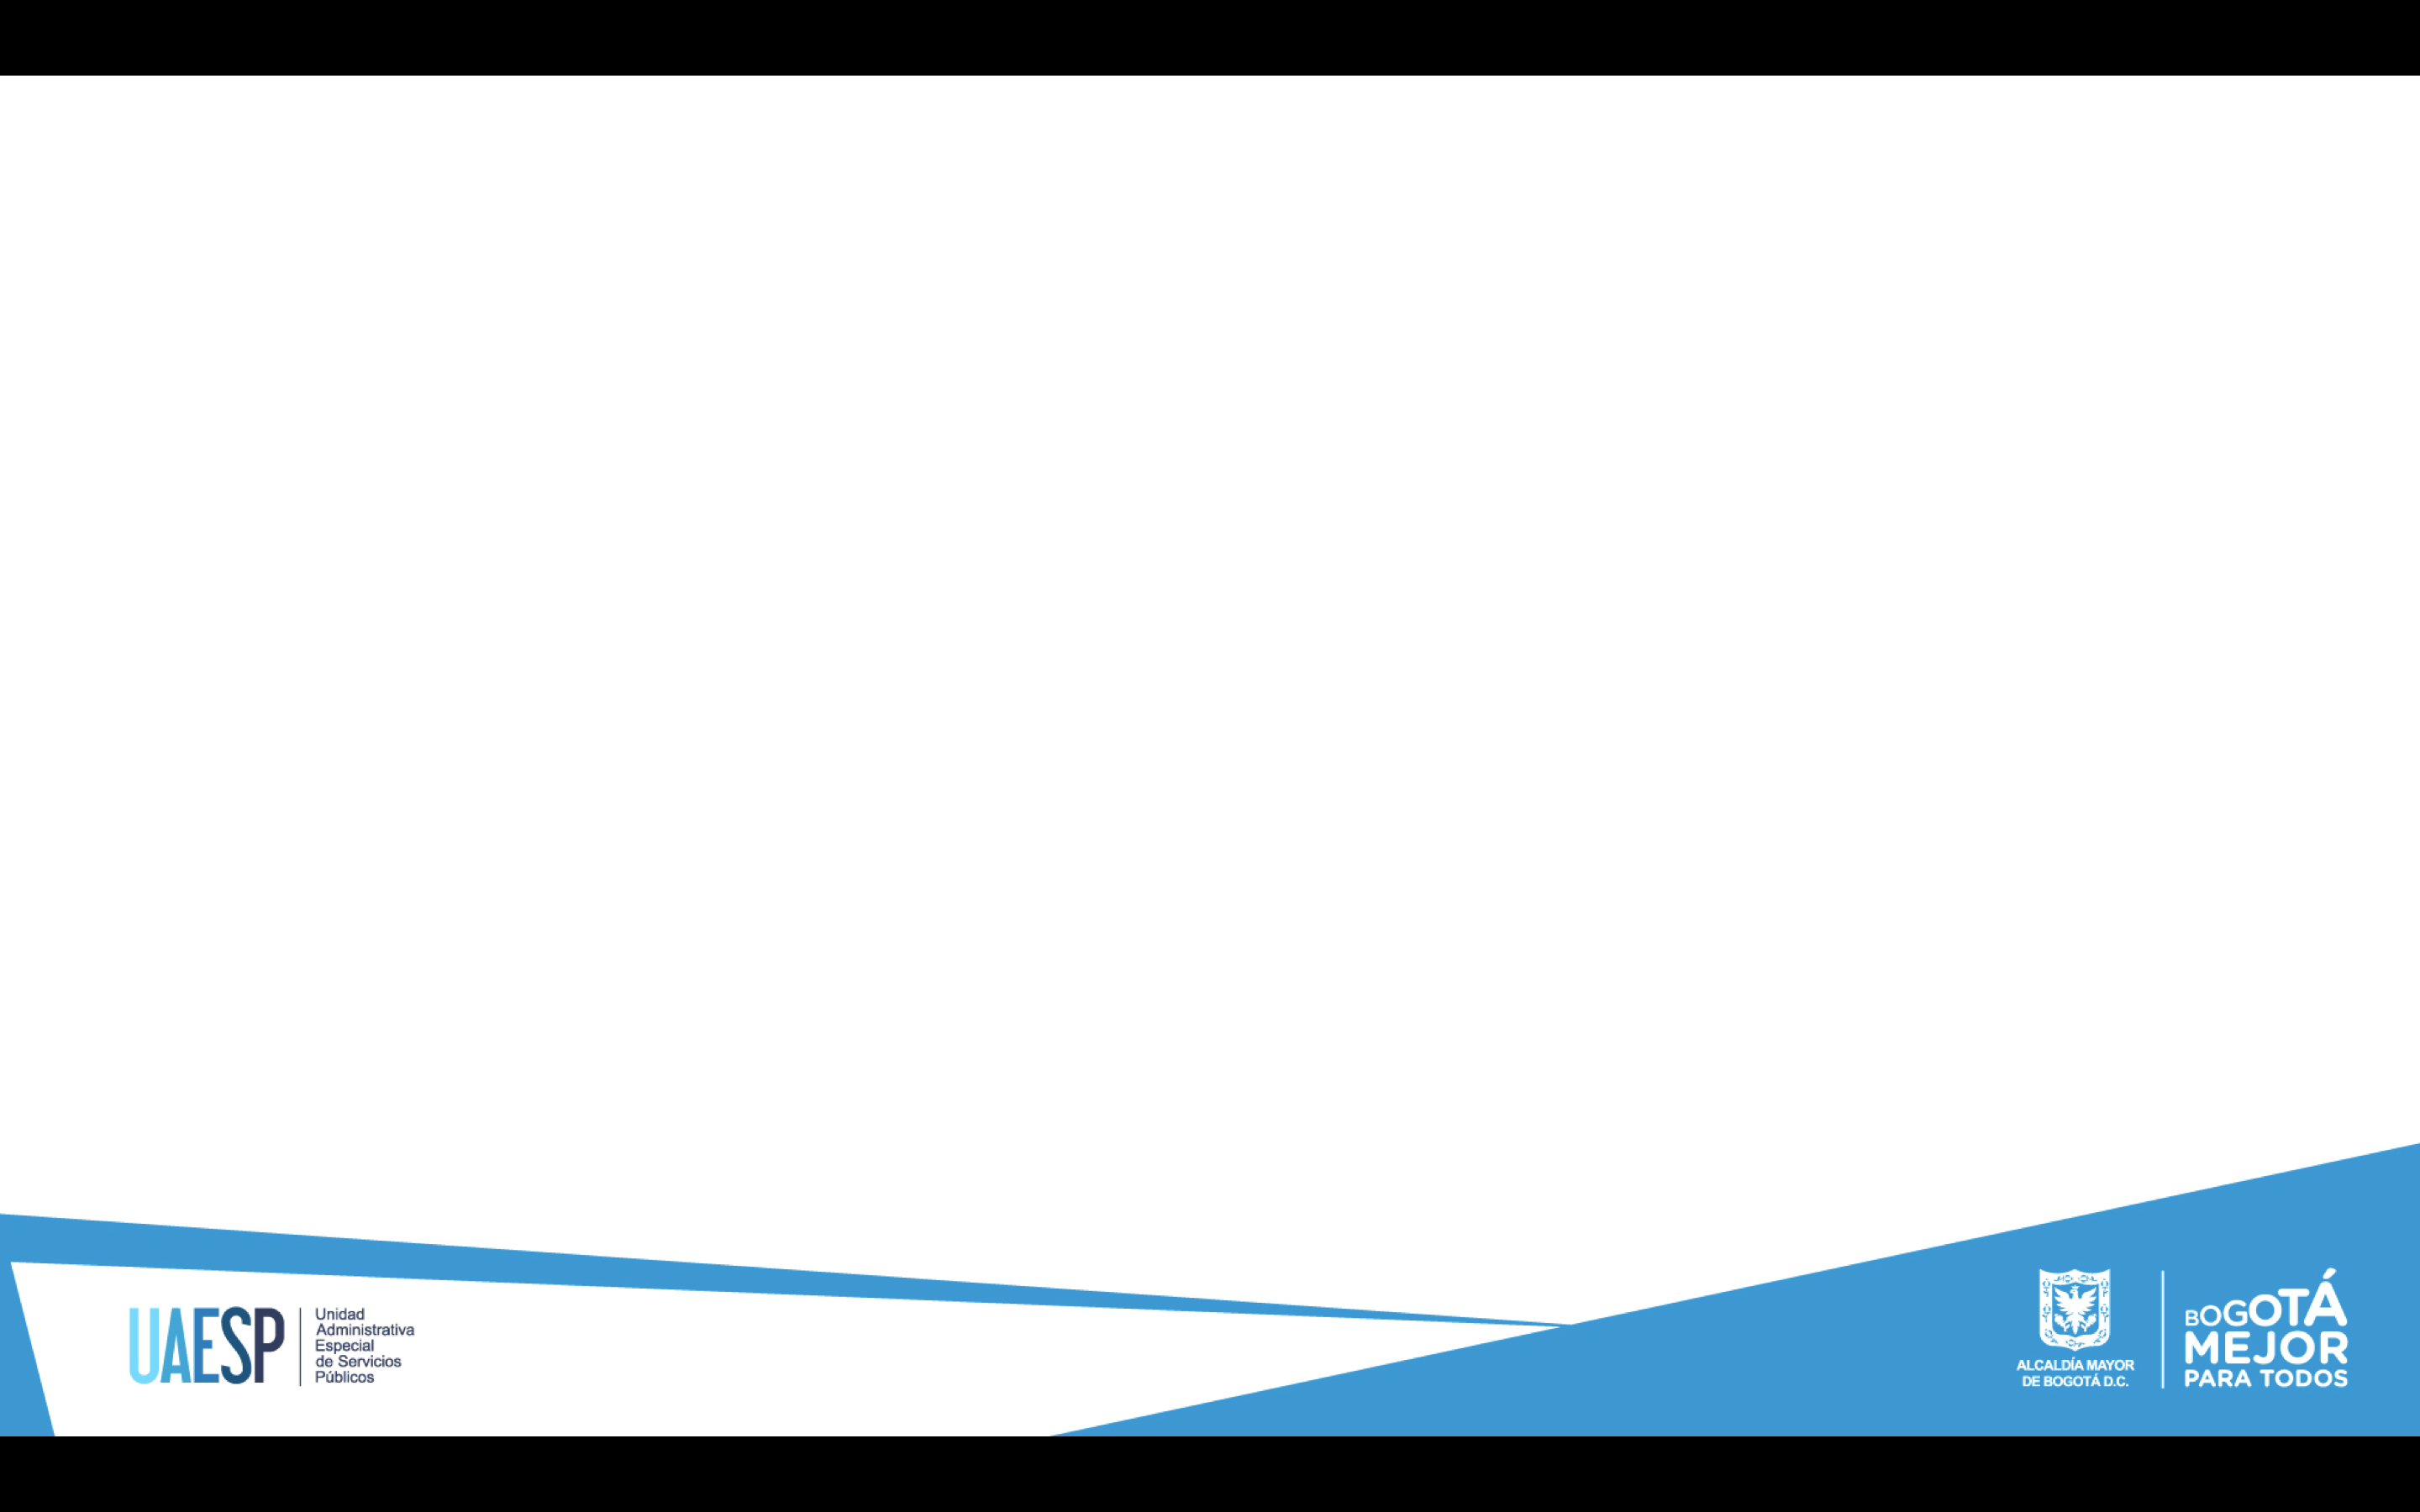 UAESP
Unidad
Administrativa
Especial
de Servicios
Públicos
ALCALDÍA MAYOR
DE BOGOTÁ D.C.
BOGOTÁ
MEJOR
PARA TODOS